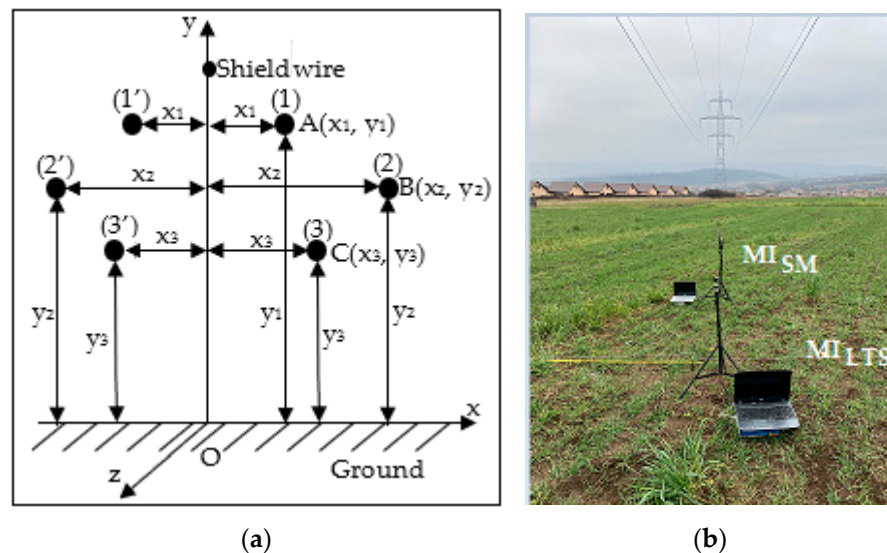 y
Shield wire
(1') x₁ x₁ (1)
A(x₁, y₁)
(2') x₂ x₂ (2)
B(x₂, y₂)
(3') x₃ x₃ (3)
C(x₃, y₃)
y₂ y₃ y₁ y₃ y₂
x
O
z
Ground
MI SM
MI LTS
(a) (b)